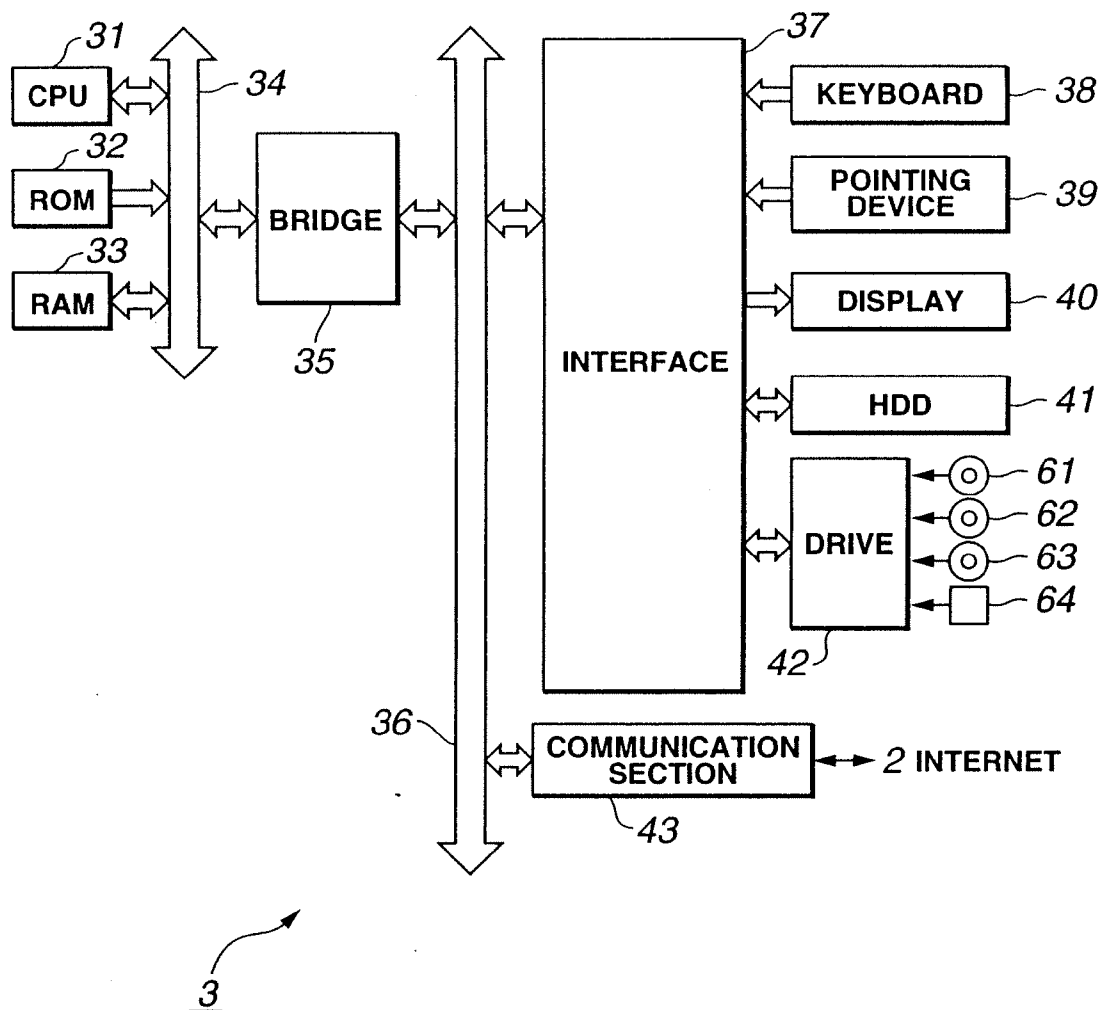 31
CPU
34
32
ROM
33
RAM
BRIDGE
35
37
INTERFACE
KEYBOARD
38
POINTING
DEVICE
39
DISPLAY
40
HDD
41
DRIVE
61
62
63
64
42
36
COMMUNICATION
SECTION
43
2 INTERNET
3